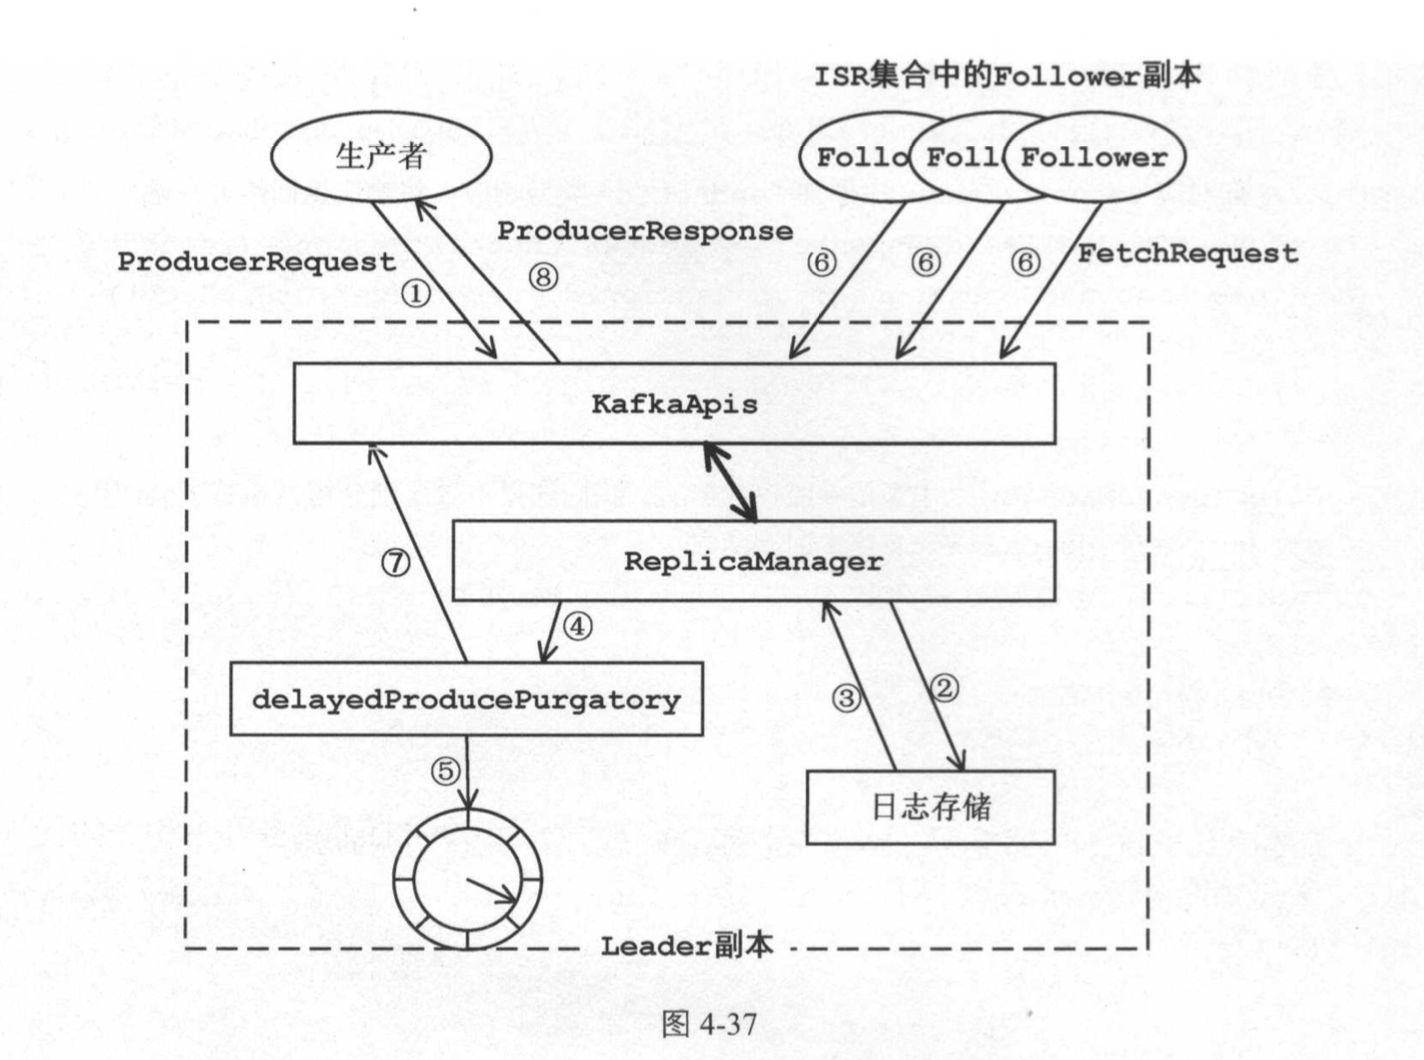 ISR集合中的Follower副本
生产者
Follo
Foll
Follower
ProducerResponse
ProducerRequest
FetchRequest
①
⑧
⑥
⑥
⑥
KafkaApis
⑦
ReplicaManager
④
delayedProducePurgatory
③
②
⑤
日志存储
Leader副本
图 4-37